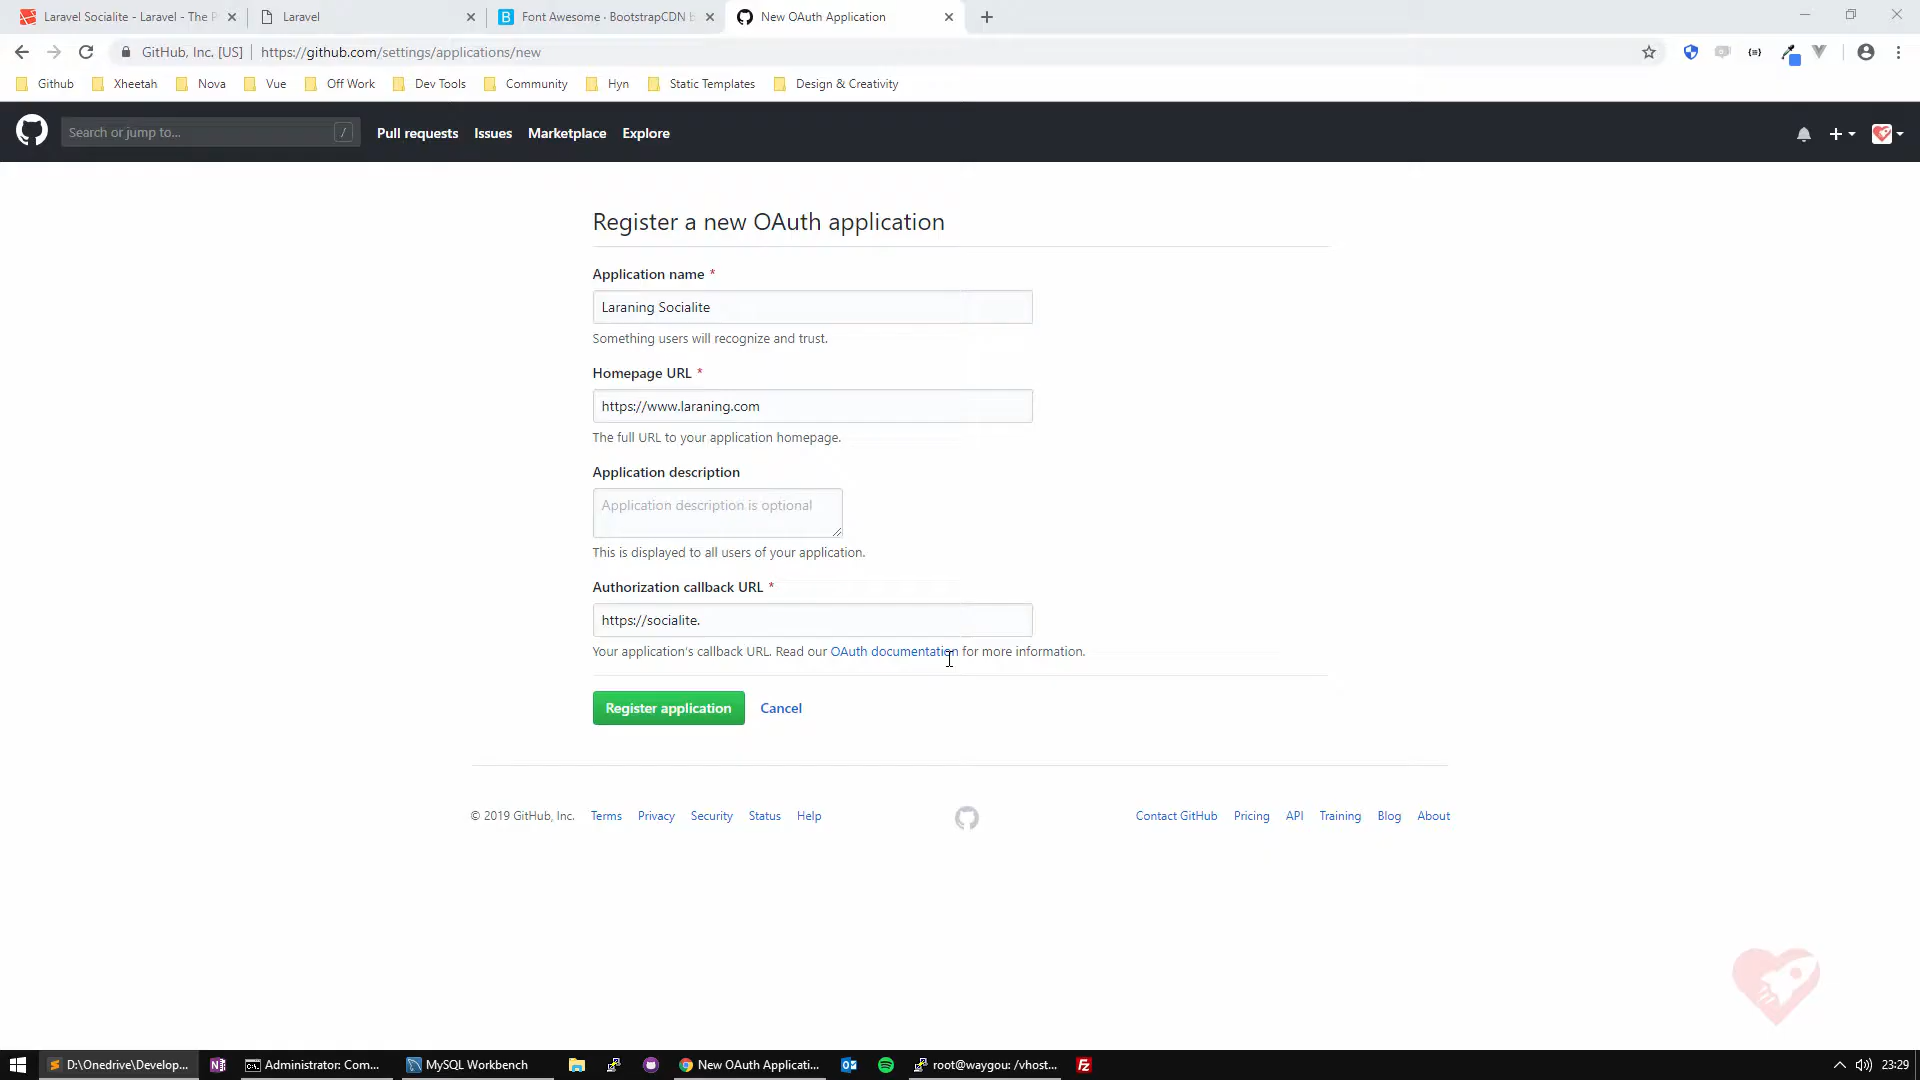 Laravel Socialite - Laravel - The P
Laravel
Font Awesome · BootstrapCDN b
New OAuth Application
GitHub, Inc. [US]
https://github.com/settings/applications/new
Github
Xheetah
Nova
Vue
Off Work
Dev Tools
Community
Hyn
Static Templates
Design & Creativity
Search or jump to...
/
Pull requests
Issues
Marketplace
Explore
Register a new OAuth application
Application name *
Laraning Socialite
Something users will recognize and trust.
Homepage URL *
https://www.laraning.com
The full URL to your application homepage.
Application description
Application description is optional
This is displayed to all users of your application.
Authorization callback URL *
https://socialite.
Your application's callback URL. Read our OAuth documentation for more information.
Register application
Cancel
© 2019 GitHub, Inc.
Terms
Privacy
Security
Status
Help
Contact GitHub
Pricing
API
Training
Blog
About
D:\Onedrive\Develop...
Administrator: Com...
MySQL Workbench
New OAuth Applicati...
root@waygou: /vhost...
23:29